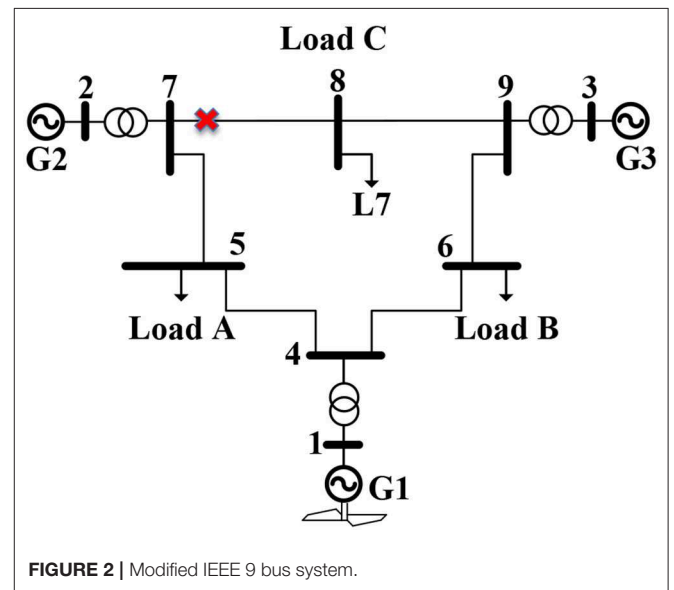 Load C
2 7 8 9 3
G2 G3
L7
5 6
Load A Load B
4
1
G1
FIGURE 2 | Modified IEEE 9 bus system.